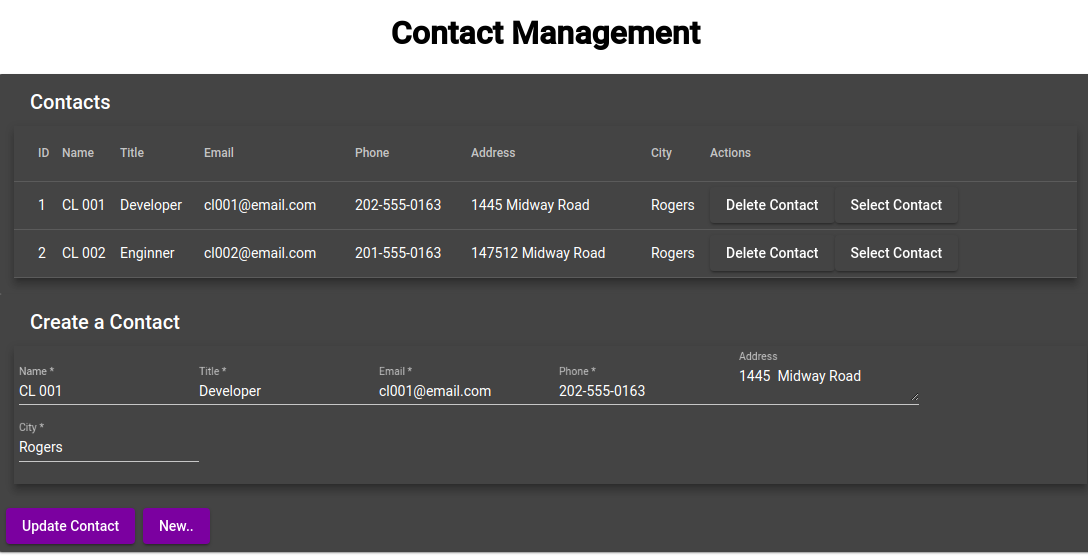 Contact Management
Contacts
ID Name Title Email Phone Address City Actions
1 CL 001 Developer cl001@email.com 202-555-0163 1445 Midway Road Rogers Delete Contact Select Contact
2 CL 002 Enginner cl002@email.com 201-555-0163 147512 Midway Road Rogers Delete Contact Select Contact
Create a Contact
Name * Title * Email * Phone * Address
CL 001 Developer cl001@email.com 202-555-0163 1445  Midway Road
City *
Rogers
Update Contact New..